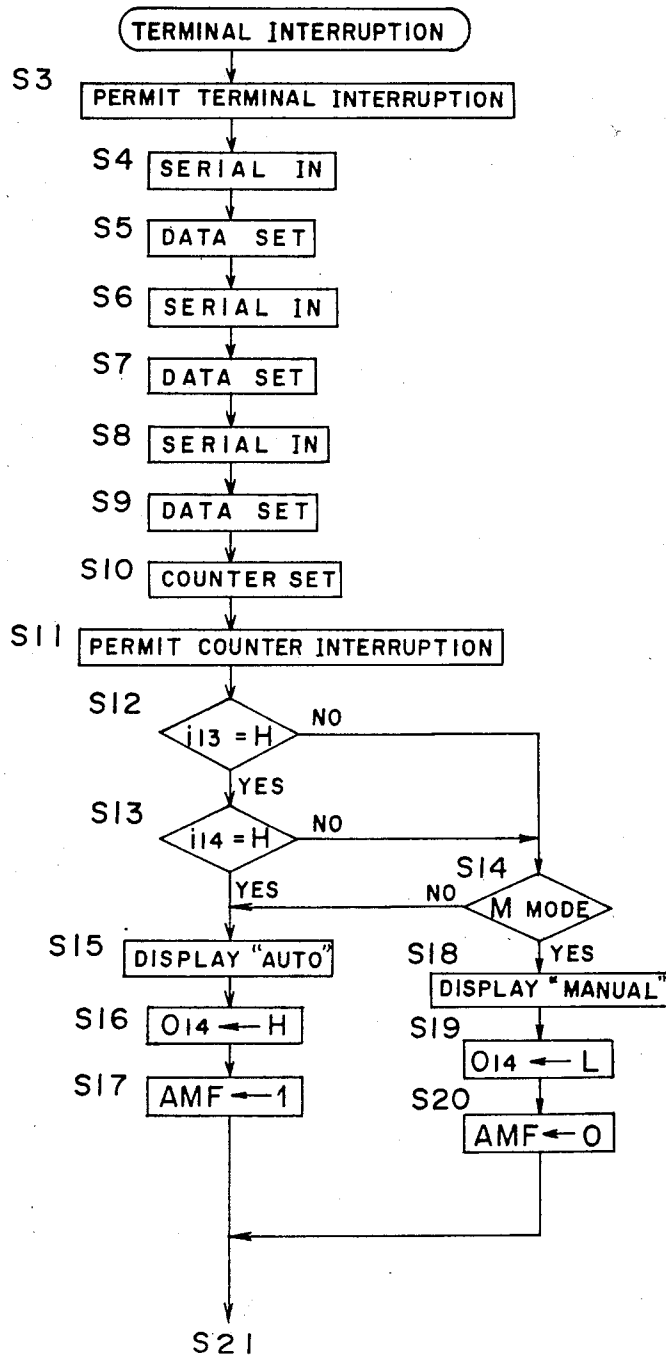 TERMINAL INTERRUPTION
S3
PERMIT TERMINAL INTERRUPTION
S4
SERIAL IN
S5
DATA SET
S6
SERIAL IN
S7
DATA SET
S8
SERIAL IN
S9
DATA SET
S10
COUNTER SET
S11
PERMIT COUNTER INTERRUPTION
S12
i13 = H
NO
YES
S13
i14 = H
NO
YES
S14
M MODE
NO
YES
S15
DISPLAY "AUTO"
S16
O14 ← H
S17
AMF ← 1
S18
DISPLAY "MANUAL"
S19
O14 ← L
S20
AMF ← O
S21